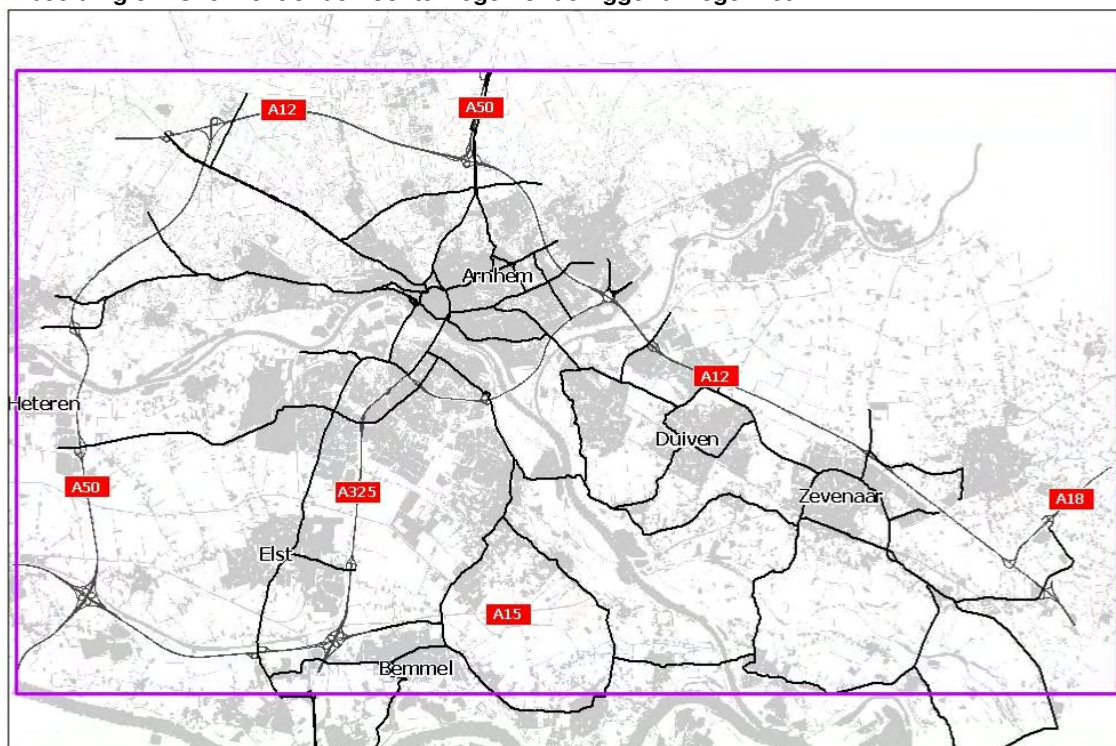 A12
A50
Arnhem
Heteren
A12
Duiven
A50
A325
Zevenaar
A18
Elst
A15
Bemmel